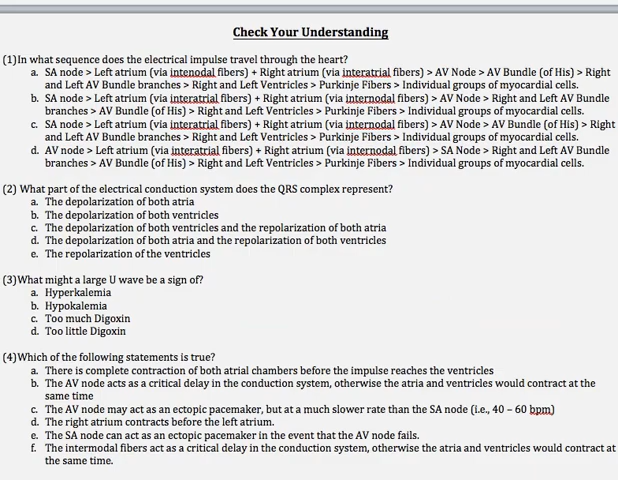 Check Your Understanding
(1)In what sequence does the electrical impulse travel through the heart?
a. SA node > Left atrium (via intenodal fibers) + Right atrium (via interatrial fibers) > AV Node > AV Bundle (of His) > Right
and Left AV Bundle branches > Right and Left Ventricles > Purkinje Fibers > Individual groups of myocardial cells.
b. SA node > Left atrium (via interatrial fibers) + Right atrium (via internodal fibers) > AV Node > Right and Left AV Bundle
branches > AV Bundle (of His) > Right and Left Ventricles > Purkinje Fibers > Individual groups of myocardial cells.
c. SA node > Left atrium (via interatrial fibers) + Right atrium (via internodal fibers) > AV Node > AV Bundle (of His) > Right
and Left AV Bundle branches > Right and Left Ventricles > Purkinje Fibers > Individual groups of myocardial cells.
d. AV node > Left atrium (via interatrial fibers) + Right atrium (via internodal fibers) > SA Node > Right and Left AV Bundle
branches > AV Bundle (of His) > Right and Left Ventricles > Purkinje Fibers > Individual groups of myocardial cells.
(2) What part of the electrical conduction system does the QRS complex represent?
a. The depolarization of both atria
b. The depolarization of both ventricles
c. The depolarization of both ventricles and the repolarization of both atria
d. The depolarization of both atria and the repolarization of both ventricles
e. The repolarization of the ventricles
(3)What might a large U wave be a sign of?
a. Hyperkalemia
b. Hypokalemia
c. Too much Digoxin
d. Too little Digoxin
(4)Which of the following statements is true?
a. There is complete contraction of both atrial chambers before the impulse reaches the ventricles
b. The AV node acts as a critical delay in the conduction system, otherwise the atria and ventricles would contract at the
same time
c. The AV node may act as an ectopic pacemaker, but at a much slower rate than the SA node (i.e., 40 – 60 bpm)
d. The right atrium contracts before the left atrium.
e. The SA node can act as an ectopic pacemaker in the event that the AV node fails.
f. The intermodal fibers act as a critical delay in the conduction system, otherwise the atria and ventricles would contract at
the same time.